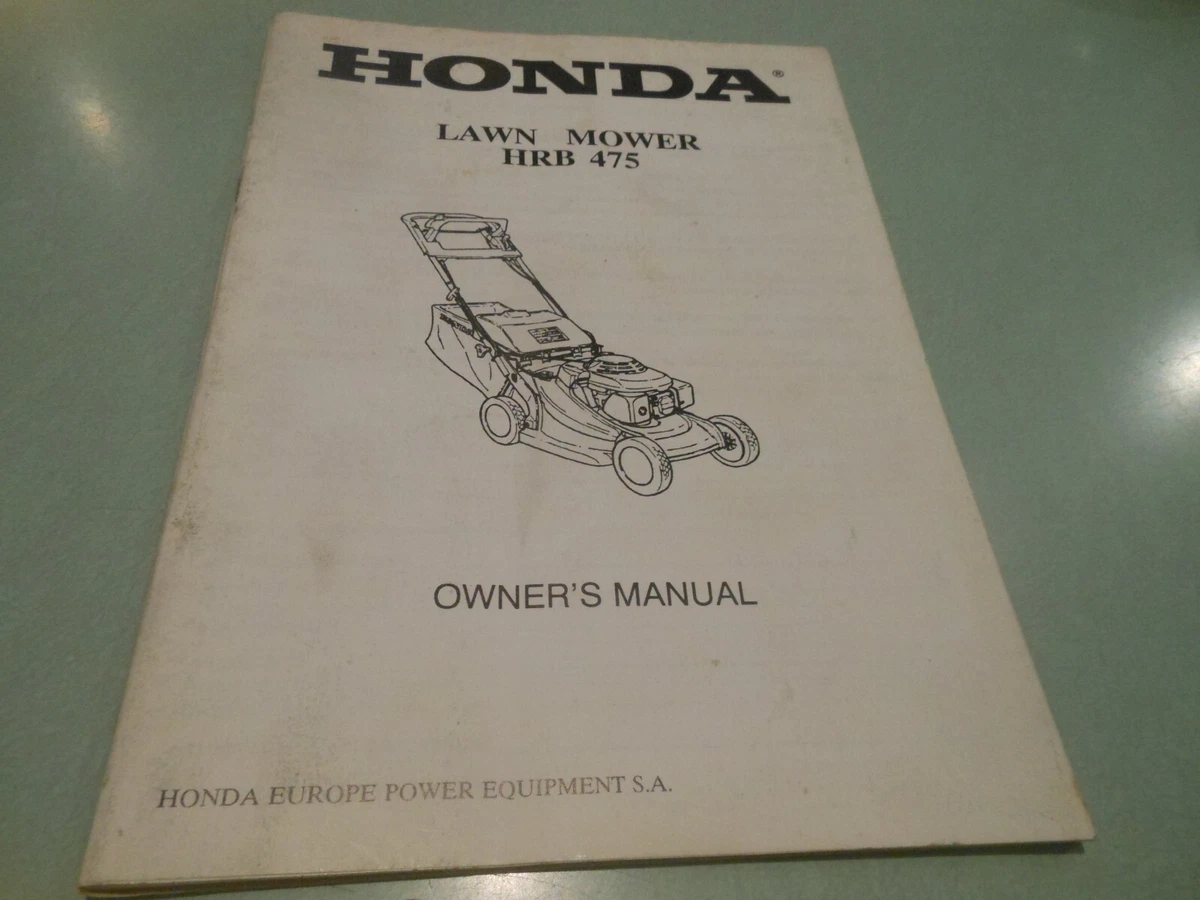 HONDA®
LAWN MOWER
HRB 475
OWNER'S MANUAL
HONDA EUROPE POWER EQUIPMENT S.A.